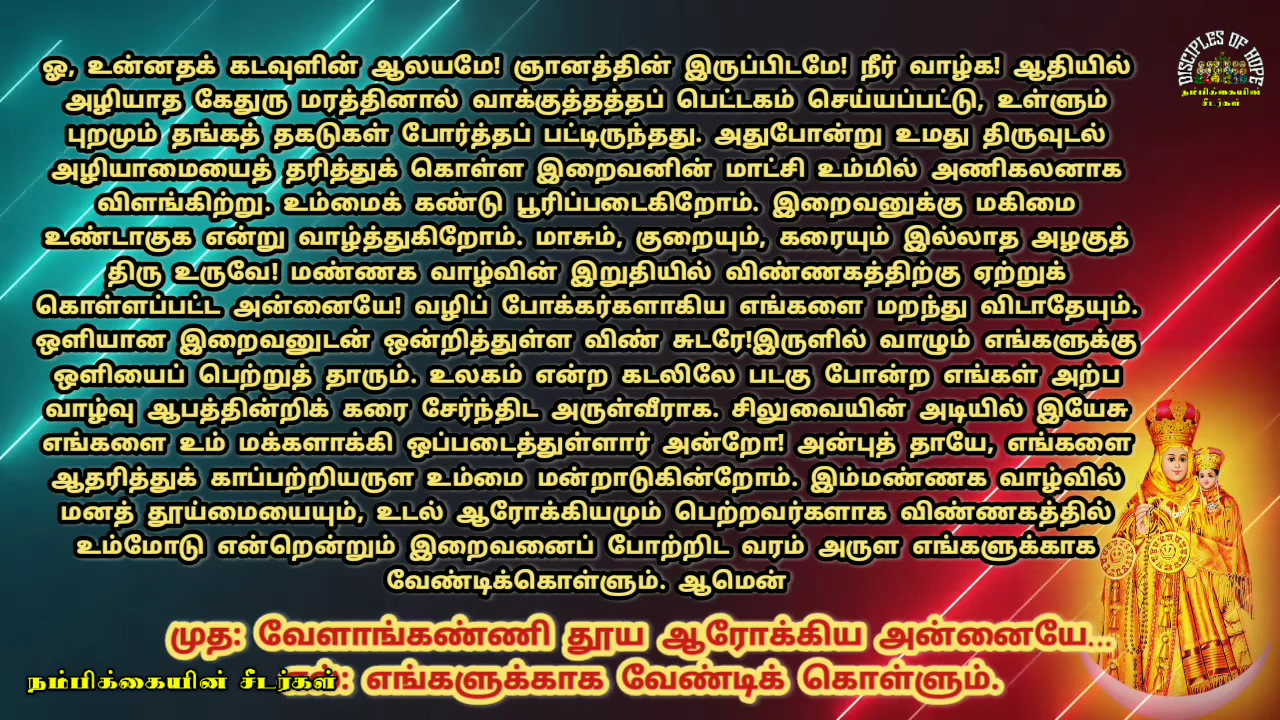 DISCIPLES OF HOPE
நம்பிக்கையின்
சீடர்கள்
ஓ, உன்னதக் கடவுளின் ஆலயமே! ஞானத்தின் இருப்பிடமே! நீர் வாழ்க! ஆதியில்
அழியாத கேதுரு மரத்தினால் வாக்குத்தத்தப் பெட்டகம் செய்யப்பட்டு, உள்ளும்
புறமும் தங்கத் தகடுகள் போர்த்தப் பட்டிருந்தது. அதுபோன்று உமது திருவுடல்
அழியாமையைத் தரித்துக் கொள்ள இறைவனின் மாட்சி உம்மில் அணிகலனாக
விளங்கிற்று. உம்மைக் கண்டு பூரிப்படைகிறோம். இறைவனுக்கு மகிமை
உண்டாகுக என்று வாழ்த்துகிறோம். மாசும், குறையும், கரையும் இல்லாத அழகுத்
திரு உருவே! மண்ணக வாழ்வின் இறுதியில் விண்ணகத்திற்கு ஏற்றுக்
கொள்ளப்பட்ட அன்னையே! வழிப் போக்கர்களாகிய எங்களை மறந்து விடாதேயும்.
ஒளியான இறைவனுடன் ஒன்றித்துள்ள விண் சுடரே!இருளில் வாழும் எங்களுக்கு
ஒளியைப் பெற்றுத் தாரும். உலகம் என்ற கடலிலே படகு போன்ற எங்கள் அற்ப
வாழ்வு ஆபத்தின்றிக் கரை சேர்ந்திட அருள்வீராக. சிலுவையின் அடியில் இயேசு
எங்களை உம் மக்களாக்கி ஒப்படைத்துள்ளார் அன்றோ! அன்புத் தாயே, எங்களை
ஆதரித்துக் காப்பற்றியருள உம்மை மன்றாடுகின்றோம். இம்மண்ணக வாழ்வில்
மனத் தூய்மையையும், உடல் ஆரோக்கியமும் பெற்றவர்களாக விண்ணகத்தில்
உம்மோடு என்றென்றும் இறைவனைப் போற்றிட வரம் அருள எங்களுக்காக
வேண்டிக்கொள்ளும். ஆமென்
முத: வேளாங்கண்ணி தூய ஆரோக்கிய அன்னையே...
எங்களுக்காக வேண்டிக் கொள்ளும்.
நம்பிக்கையின் சீடர்கள்